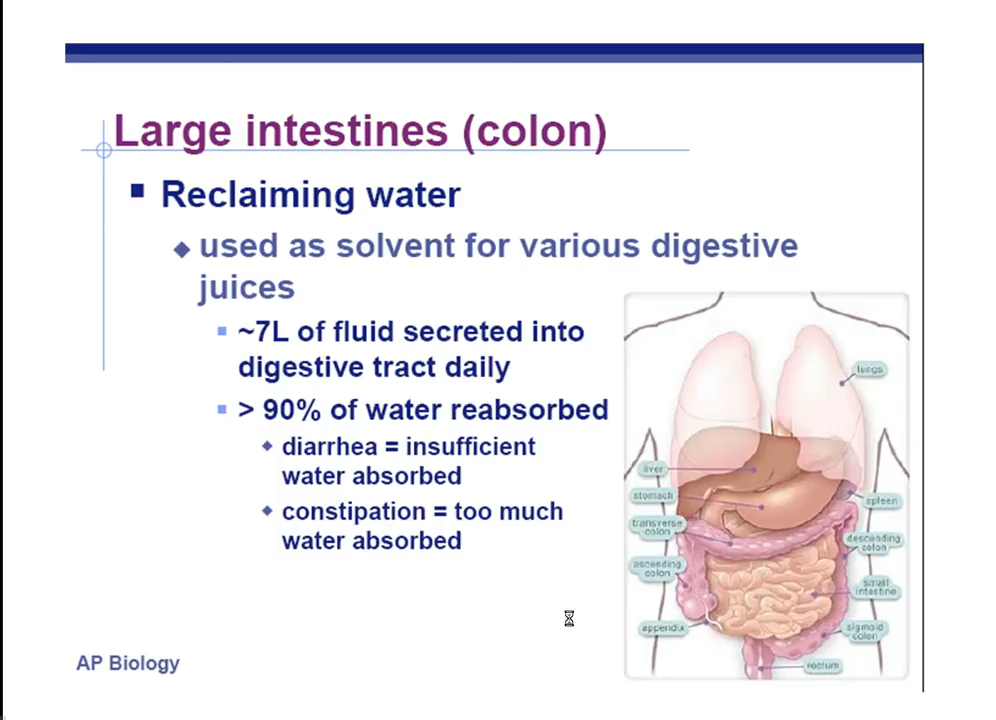 Large intestines (colon)
Reclaiming water
used as solvent for various digestive
juices
~7L of fluid secreted into
digestive tract daily
> 90% of water reabsorbed
diarrhea = insufficient
water absorbed
constipation = too much
water absorbed
lungs
liver
stomach
spleen
transverse
colon
descending
colon
ascending
colon
small
intestine
appendix
sigmoid
colon
rectum
AP Biology